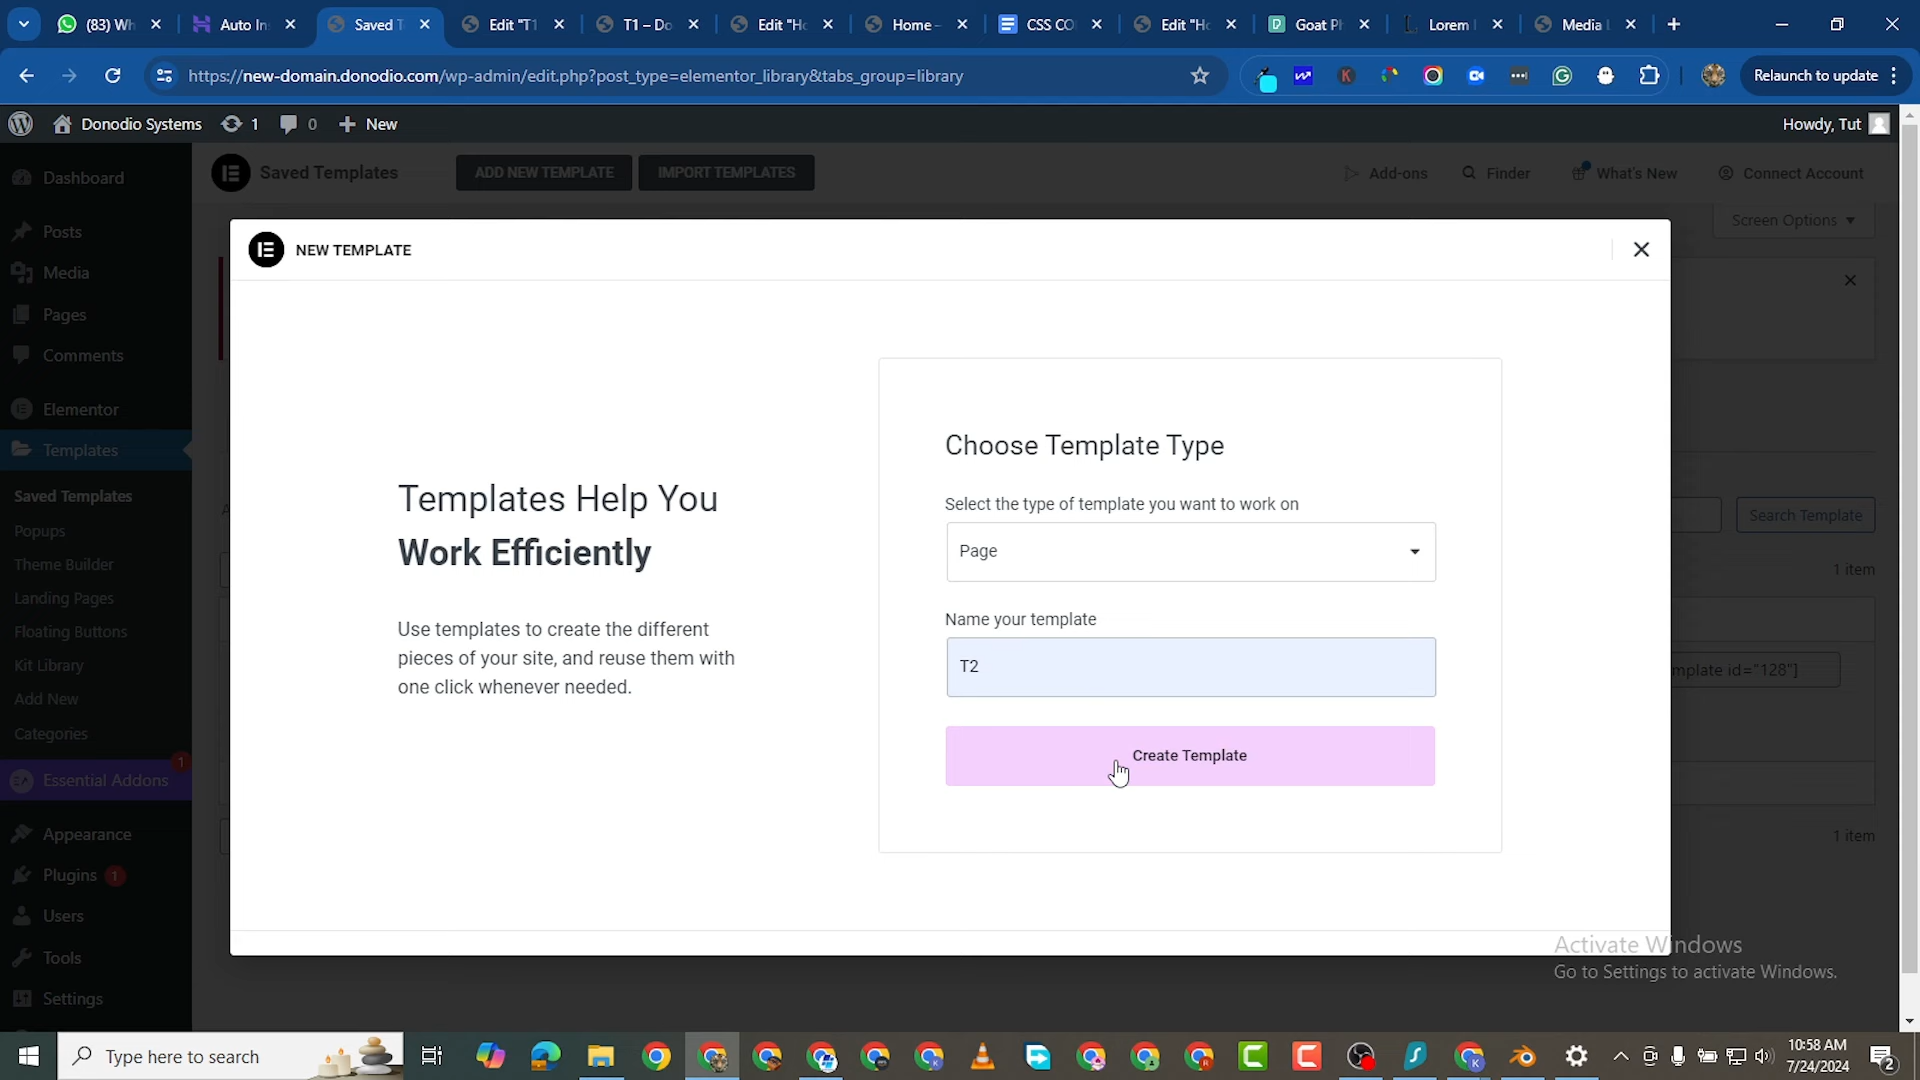 (83) Wh
Auto In
Saved T
Edit "T1
T1 – Do
Edit "Ho
Home –
CSS CO
Edit "Ho
Goat Pl
Lorem I
Media
https://new-domain.donodio.com/wp-admin/edit.php?post_type=elementor_library&tabs_group=library
Relaunch to update
Donodio Systems
1
0
New
Howdy, Tut
Dashboard
Saved Templates
ADD NEW TEMPLATE
IMPORT TEMPLATES
Add-ons
Finder
What's New
Connect Account
Posts
Media
Pages
Comments
Elementor
Templates
Saved Templates
Popups
Theme Builder
Landing Pages
Floating Buttons
Kit Library
Add New
Categories
Essential Addons
1
Appearance
Plugins 1
Users
Tools
Settings
Screen Options
NEW TEMPLATE
Templates Help You
Work Efficiently
Use templates to create the different
pieces of your site, and reuse them with
one click whenever needed.
Choose Template Type
Select the type of template you want to work on
Page
Name your template
T2
Create Template
Search Template
1 item
mplate id="128"]
1 item
Activate Windows
Go to Settings to activate Windows.
Type here to search
10:58 AM
7/24/2024
2